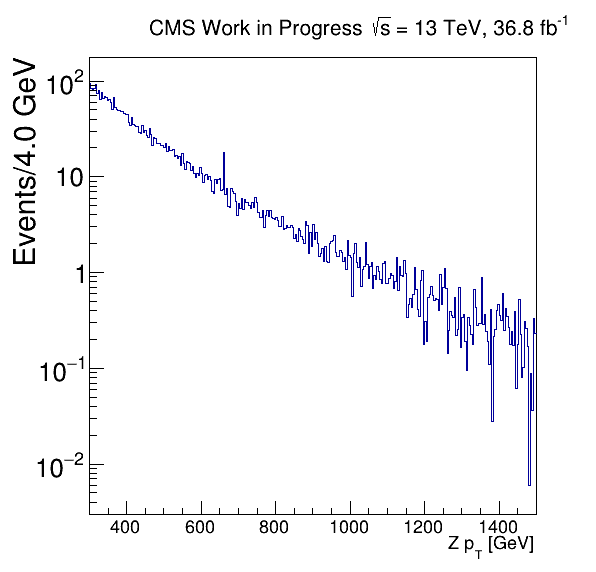 CMS Work in Progress √s = 13 TeV, 36.8 fb⁻¹
Events/4.0 GeV
10²
10
1
10⁻¹
10⁻²
400 600 800 1000 1200 1400
Z p_T [GeV]